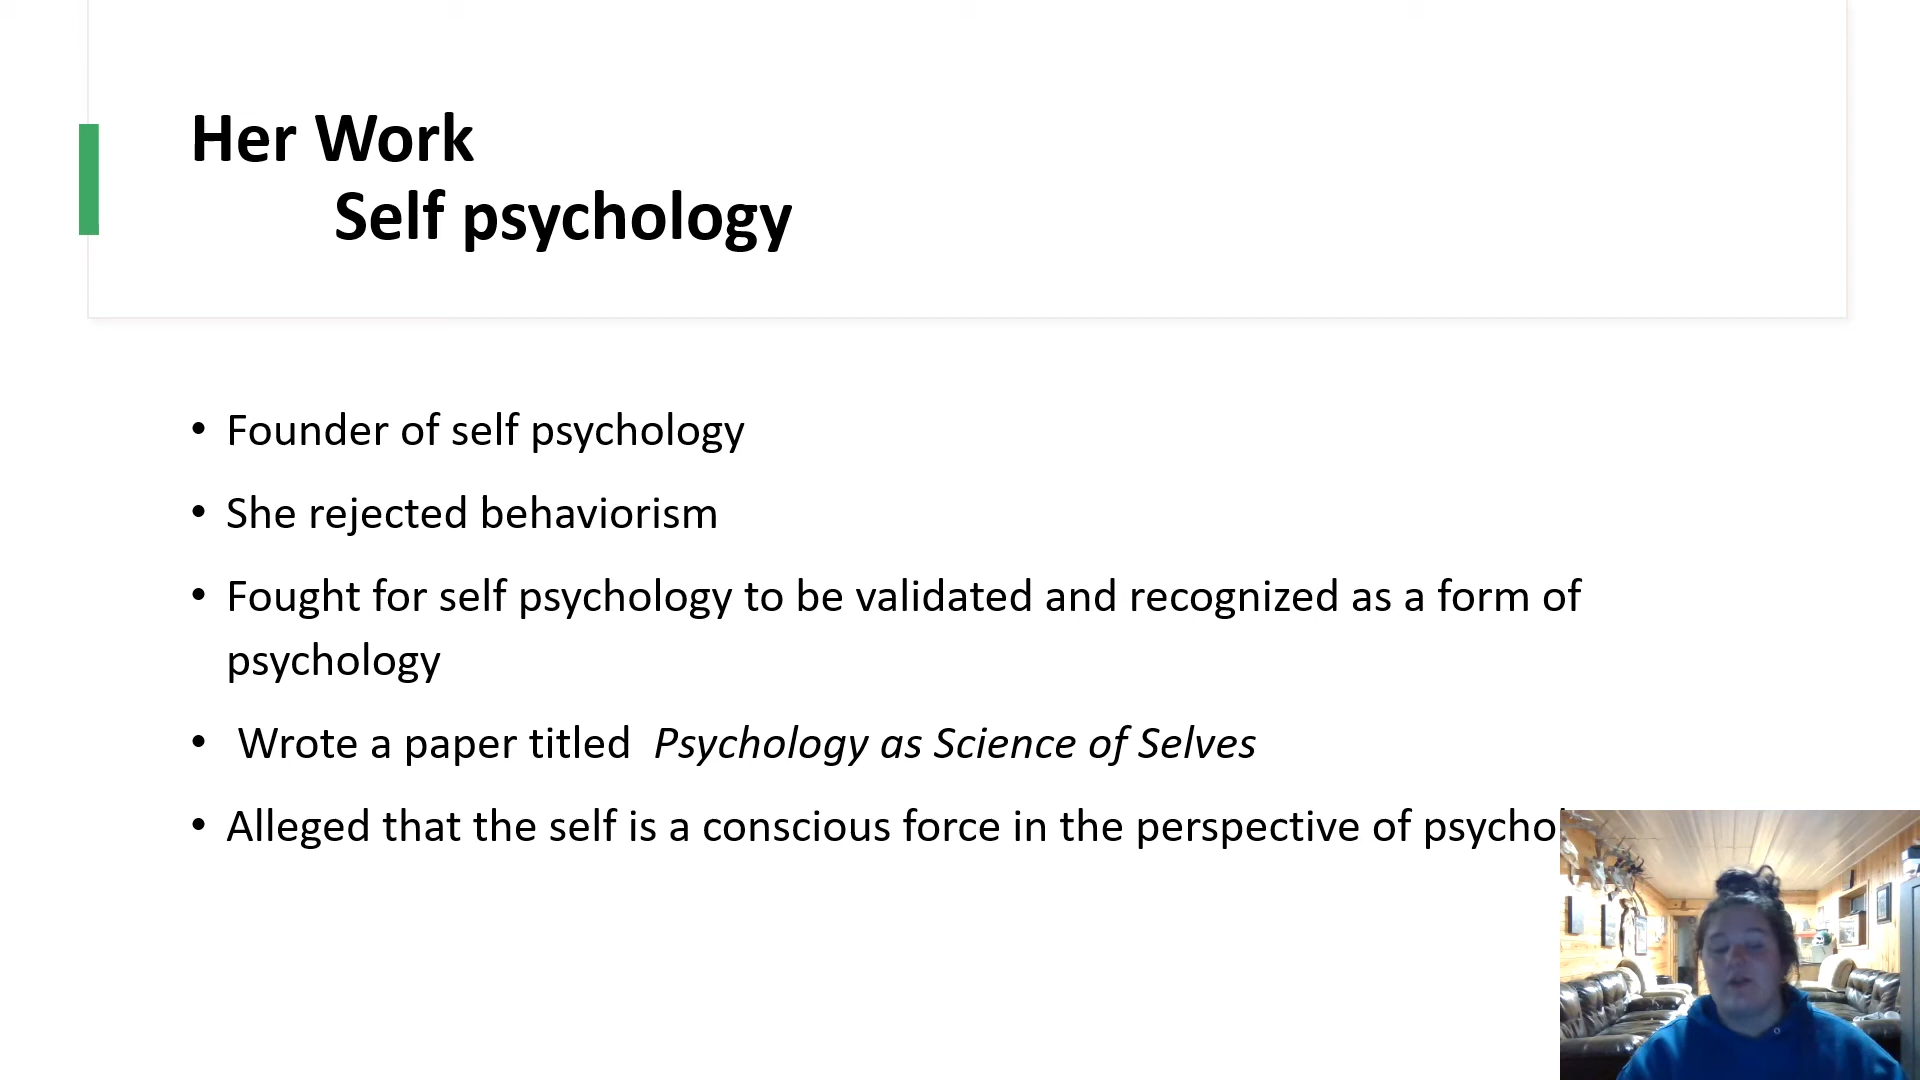 Her Work
Self psychology
• Founder of self psychology
• She rejected behaviorism
• Fought for self psychology to be validated and recognized as a form of
psychology
• Wrote a paper titled Psychology as Science of Selves
• Alleged that the self is a conscious force in the perspective of psycho